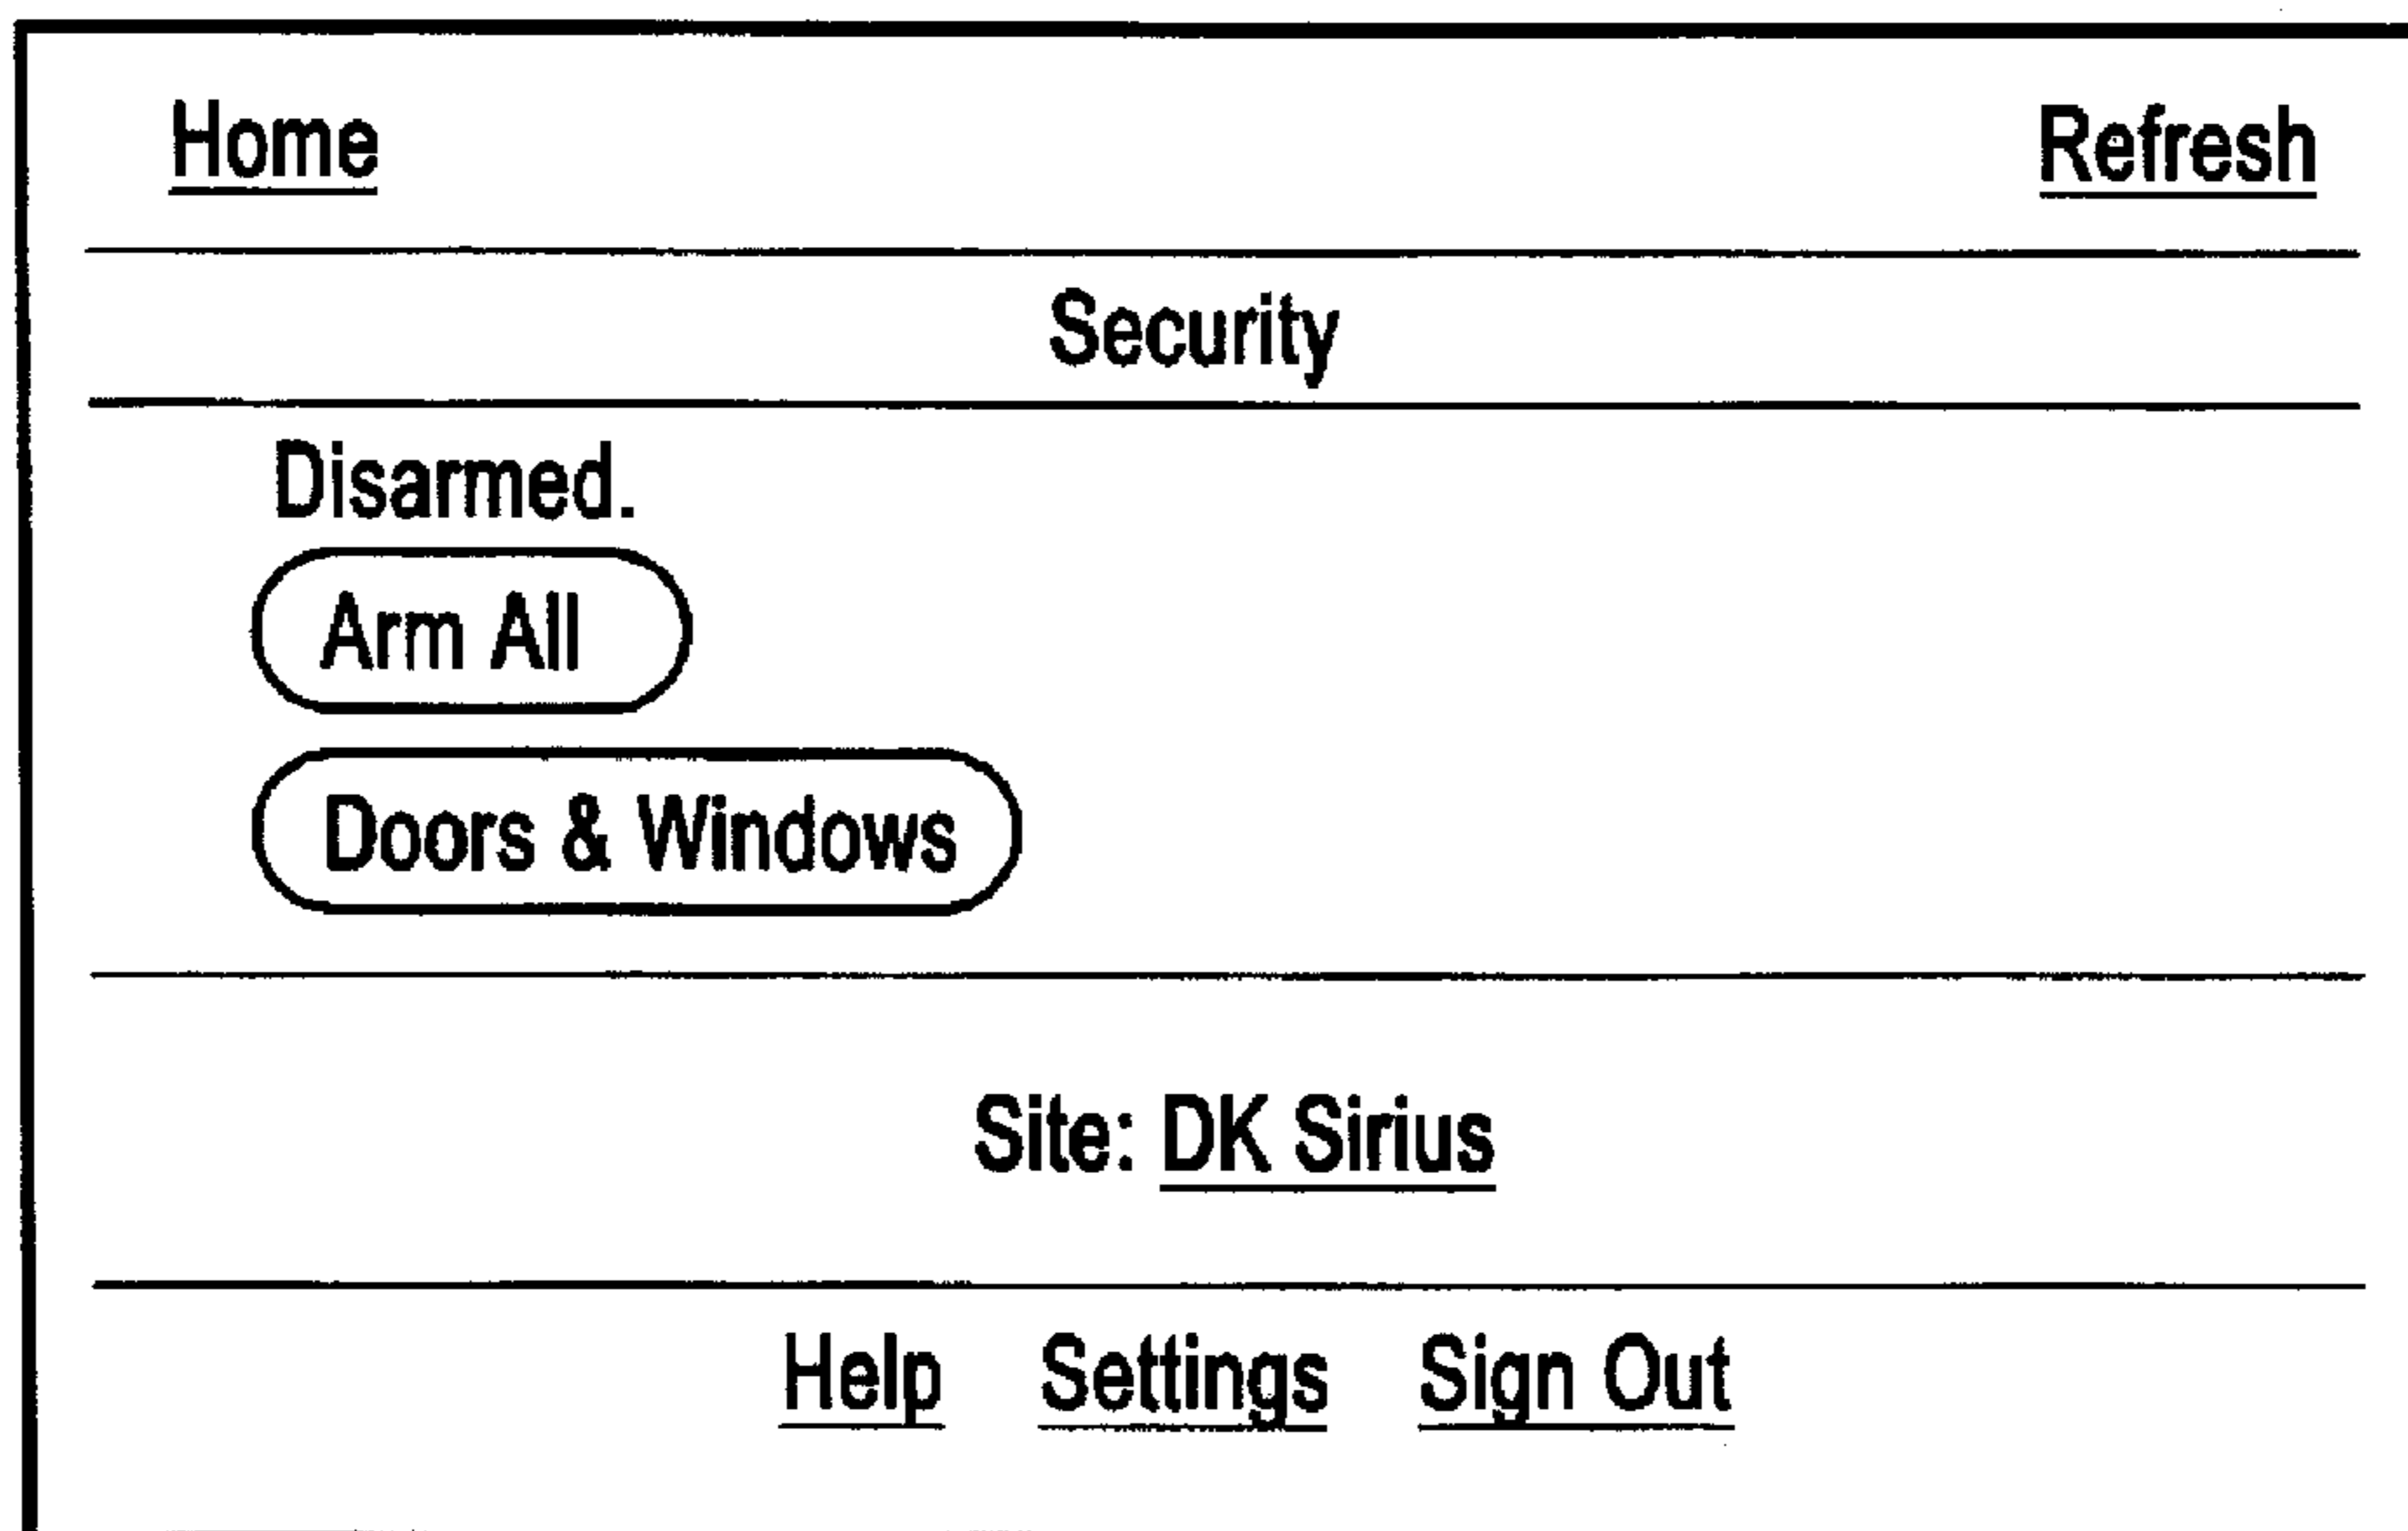 Home Refresh
Security
Disarmed.
Arm All
Doors & Windows
Site: DK Sirius
Help Settings Sign Out